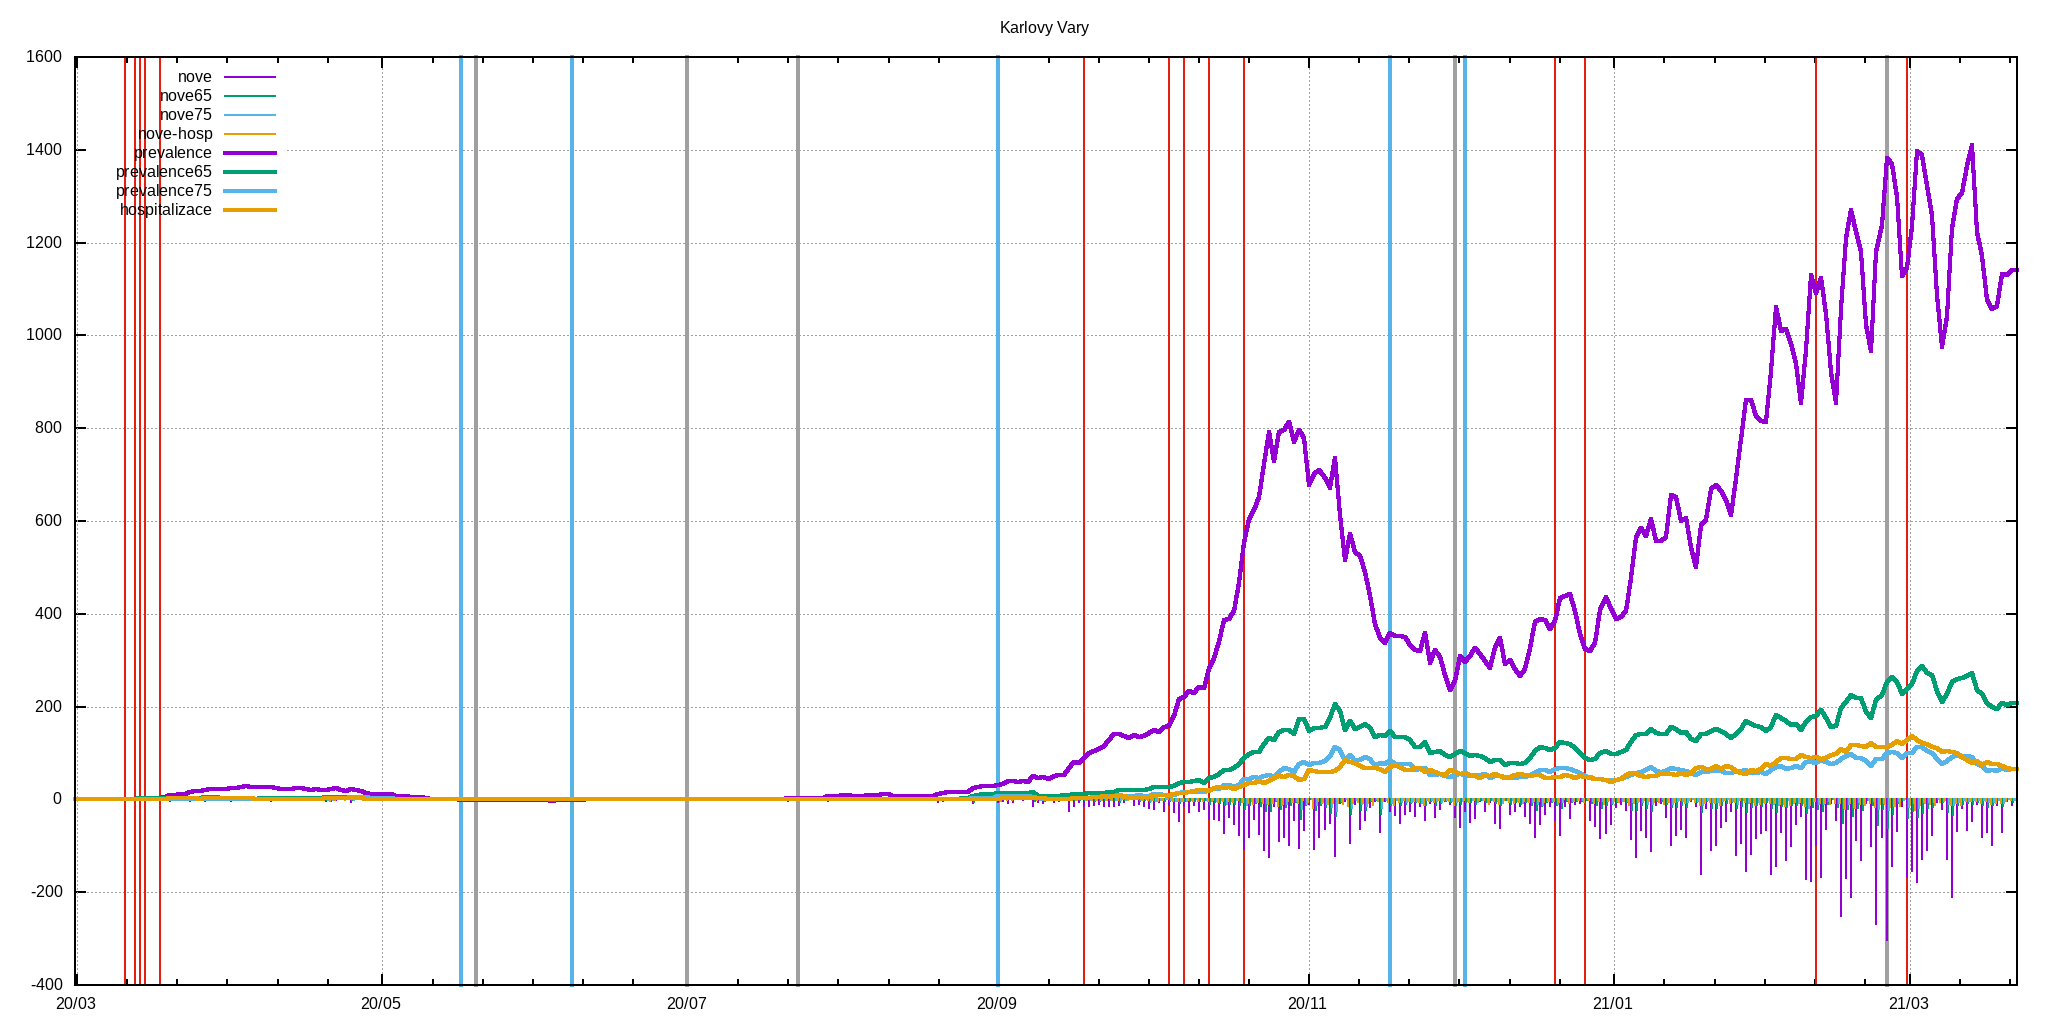 Karlovy Vary
1600
1400
1200
1000
800
600
400
200
0
-200
-400
nove
nove65
nove75
nove-hosp
prevalence
prevalence65
prevalence75
hospitalizace
20/03 20/05 20/07 20/09 20/11 21/01 21/03